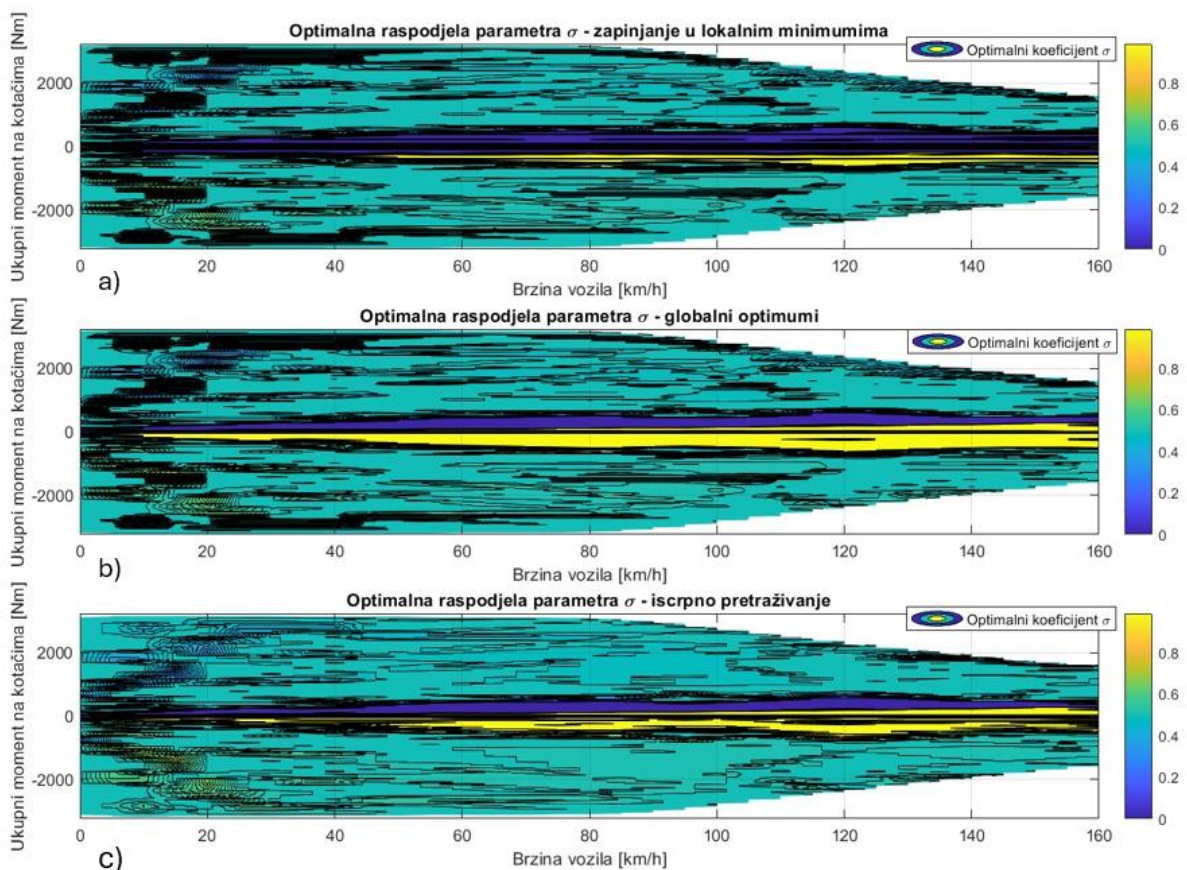 Optimalna raspodjela parametra σ - zapinjanje u lokalnim minimumima
Optimalni koeficijent σ
Ukupni moment na kotačima [Nm]
2000
0
-2000
0 20 40 60 80 100 120 140 160
Brzina vozila [km/h]
0.8
0.6
0.4
0.2
0
a)
Optimalna raspodjela parametra σ - globalni optimumi
Optimalni koeficijent σ
Ukupni moment na kotačima [Nm]
2000
0
-2000
0 20 40 60 80 100 120 140 160
Brzina vozila [km/h]
0.8
0.6
0.4
0.2
0
b)
Optimalna raspodjela parametra σ - iscrpno pretraživanje
Optimalni koeficijent σ
Ukupni moment na kotačima [Nm]
2000
0
-2000
0 20 40 60 80 100 120 140 160
Brzina vozila [km/h]
0.8
0.6
0.4
0.2
0
c)